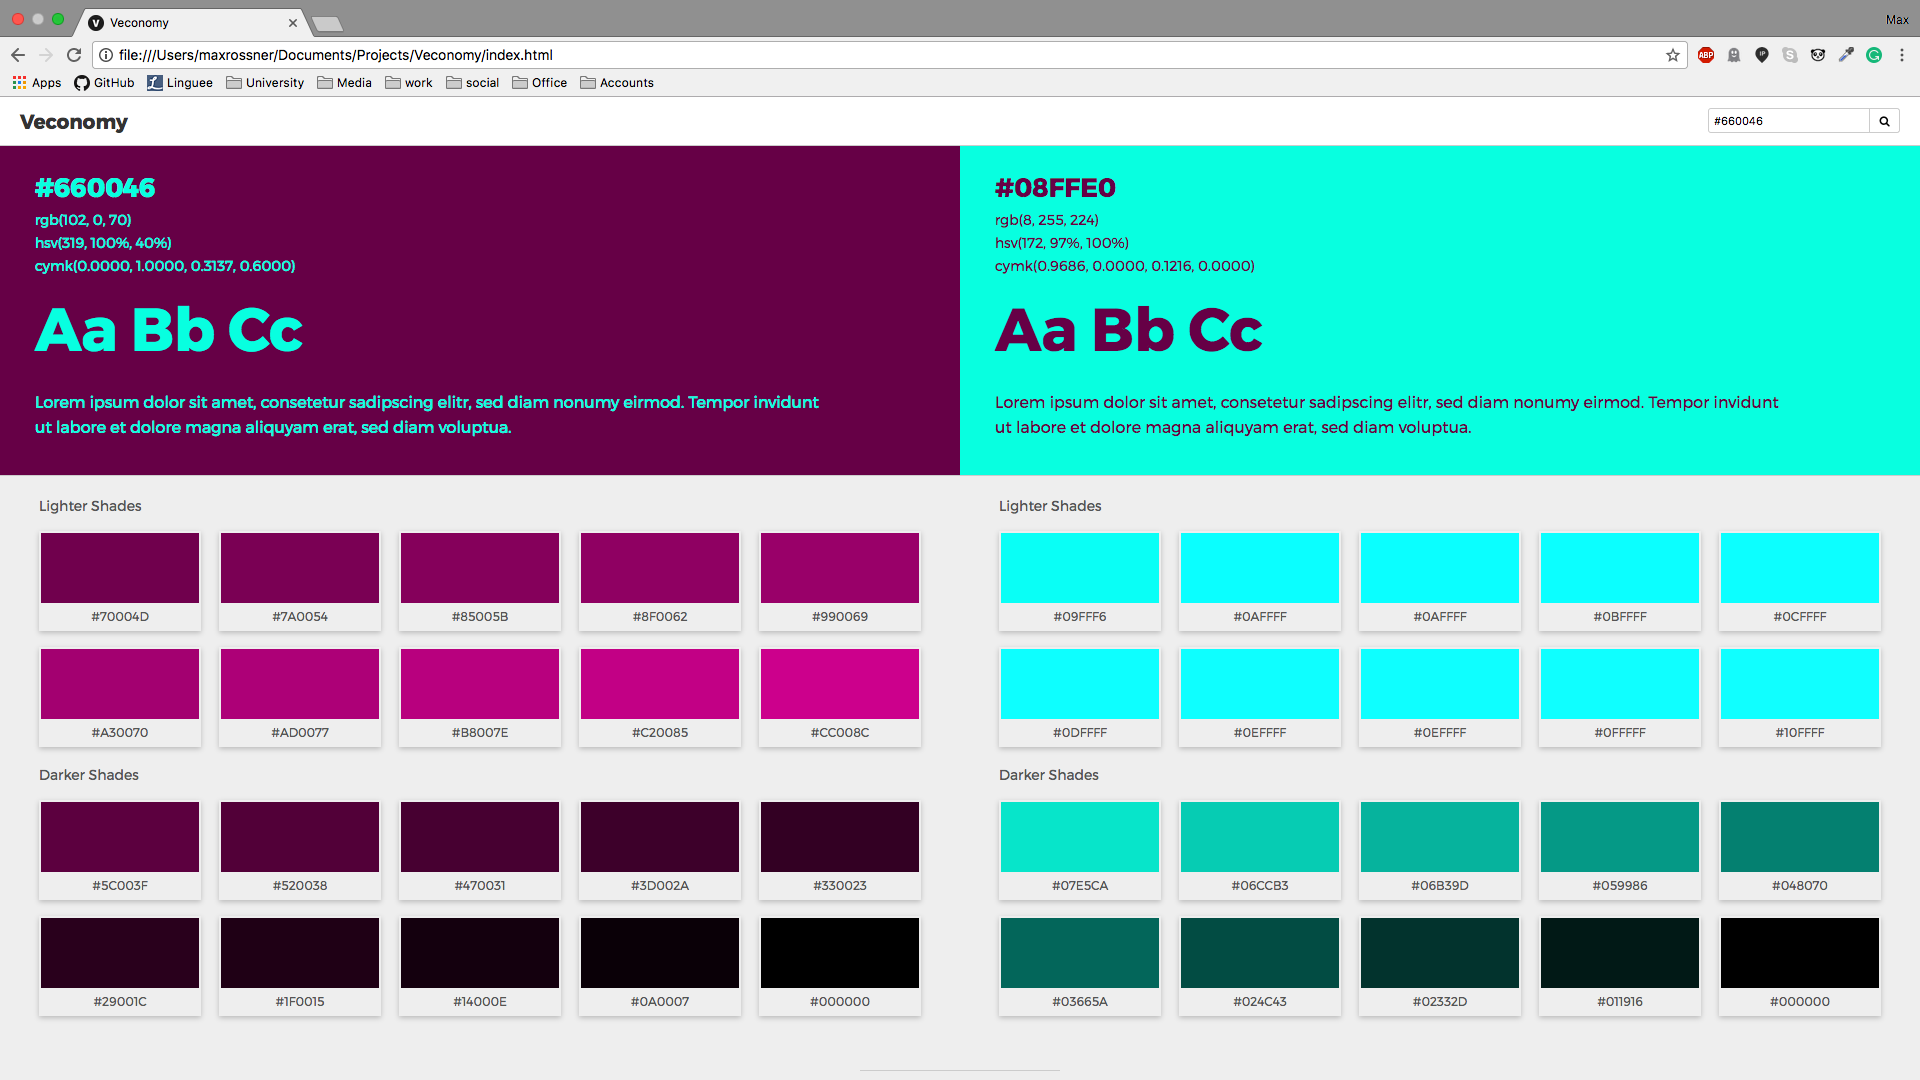 Veconomy
Max
file:///Users/maxrossner/Documents/Projects/Veconomy/index.html
ABP
IP
Apps GitHub Linguee University Media work social Office Accounts
Veconomy
#660046
#660046
rgb(102, 0, 70)
hsv(319, 100%, 40%)
cymk(0.0000, 1.0000, 0.3137, 0.6000)
Aa Bb Cc
Lorem ipsum dolor sit amet, consetetur sadipscing elitr, sed diam nonumy eirmod. Tempor invidunt
ut labore et dolore magna aliquyam erat, sed diam voluptua.
#08FFE0
rgb(8, 255, 224)
hsv(172, 97%, 100%)
cymk(0.9686, 0.0000, 0.1216, 0.0000)
Aa Bb Cc
Lorem ipsum dolor sit amet, consetetur sadipscing elitr, sed diam nonumy eirmod. Tempor invidunt
ut labore et dolore magna aliquyam erat, sed diam voluptua.
Lighter Shades
#70004D #7A0054 #85005B #8F0062 #990069
#A30070 #AD0077 #B8007E #C20085 #CC008C
Darker Shades
#5C003F #520038 #470031 #3D002A #330023
#29001C #1F0015 #14000E #0A0007 #000000
Lighter Shades
#09FFF6 #0AFFFF #0AFFFF #0BFFFF #0CFFFF
#0DFFFF #0EFFFF #0EFFFF #0FFFFF #10FFFF
Darker Shades
#07E5CA #06CCB3 #06B39D #059986 #048070
#03665A #024C43 #02332D #011916 #000000